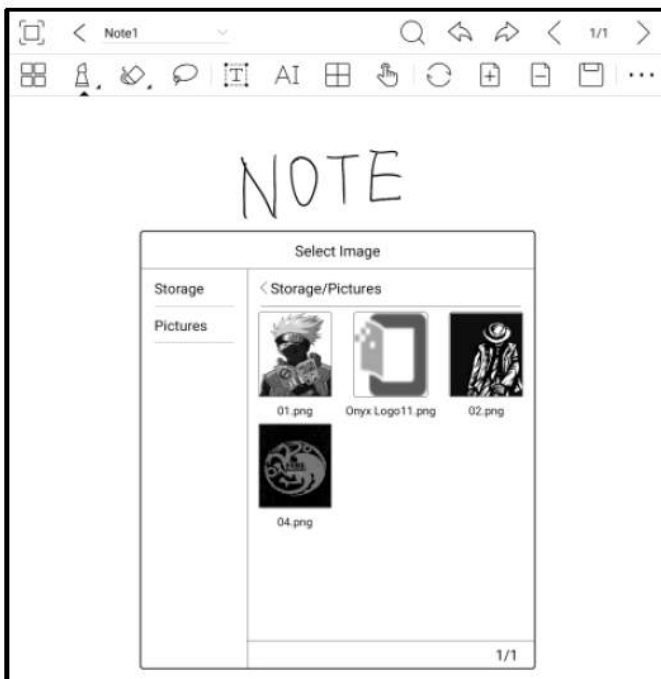 Note1
1/1
T AI
NOTE
Select Image
Storage
Pictures
Storage/Pictures
01.png
Onyx Logo11.png
02.png
04.png
1/1